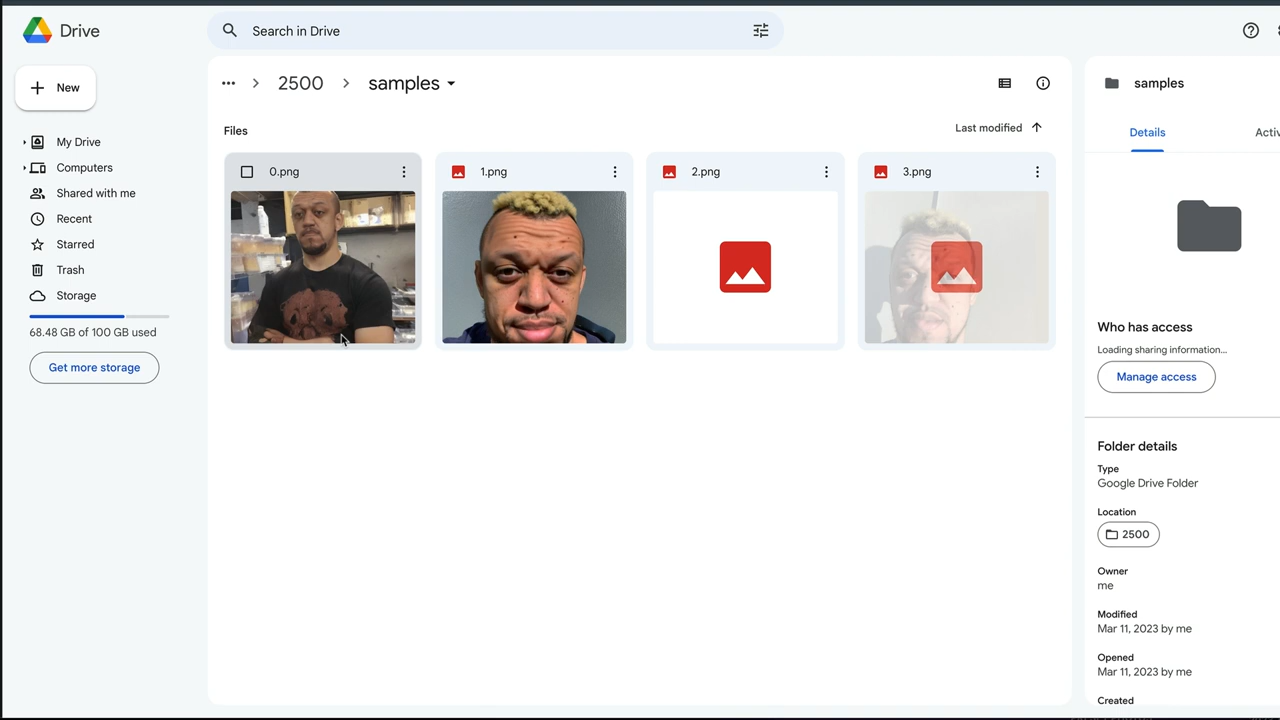 Drive
Search in Drive
New
My Drive
Computers
Shared with me
Recent
Starred
Trash
Storage
68.48 GB of 100 GB used
Get more storage
2500
samples
Files
Last modified
0.png
1.png
2.png
3.png
samples
Details
Who has access
Loading sharing information...
Manage access
Folder details
Type
Google Drive Folder
Location
2500
Owner
me
Modified
Mar 11, 2023 by me
Opened
Mar 11, 2023 by me
Created